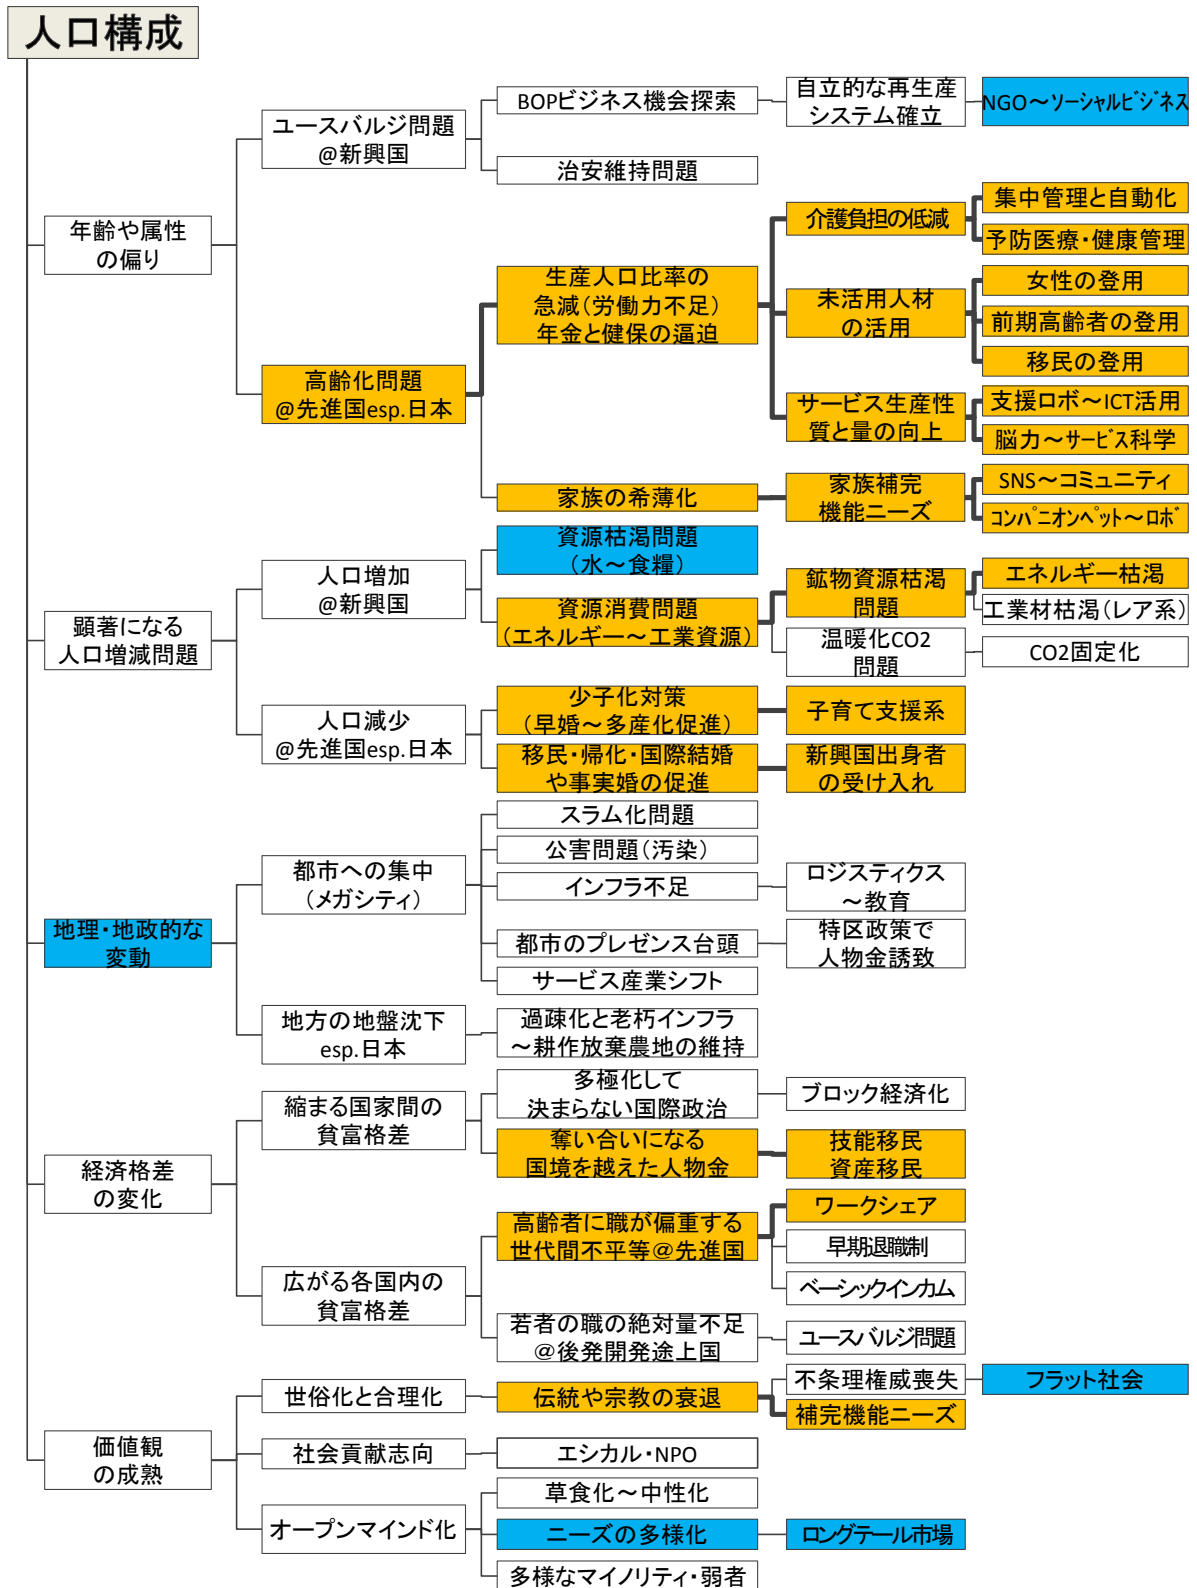 人口構成
年齢や属性
の偏り
ユースバルジ問題
@新興国
BOPビジネス機会探索
自立的な再生産
システム確立
NGO～ソーシャルビジネス
治安維持問題
高齢化問題
@先進国esp.日本
生産人口比率の
急減(労働力不足)
年金と健保の逼迫
介護負担の低減
集中管理と自動化
予防医療・健康管理
未活用人材
の活用
女性の登用
前期高齢者の登用
移民の登用
サービス生産性
質と量の向上
支援ロボ～ICT活用
脳力～サービス科学
家族の希薄化
家族補完
機能ニーズ
SNS～コミュニティ
コンパニオンペット～ロボ
顕著になる
人口増減問題
人口増加
@新興国
資源枯渇問題
(水～食糧)
資源消費問題
(エネルギー～工業資源)
鉱物資源枯渇
問題
エネルギー枯渇
工業材枯渇(レア系)
温暖化CO2
問題
CO2固定化
人口減少
@先進国esp.日本
少子化対策
(早婚～多産化促進)
子育て支援系
移民・帰化・国際結婚
や事実婚の促進
新興国出身者
の受け入れ
地理・地政的な
変動
都市への集中
(メガシティ)
スラム化問題
公害問題(汚染)
インフラ不足
ロジスティクス
～教育
都市のプレゼンス台頭
特区政策で
人物金誘致
サービス産業シフト
地方の地盤沈下
esp.日本
過疎化と老朽インフラ
～耕作放棄農地の維持
経済格差
の変化
縮まる国家間の
貧富格差
多極化して
決まらない国際政治
ブロック経済化
奪い合いになる
国境を越えた人物金
技能移民
資産移民
広がる各国内の
貧富格差
高齢者に職が偏重する
世代間不平等＠先進国
ワークシェア
早期退職制
ベーシックインカム
若者の職の絶対量不足
＠後発開発途上国
ユースバルジ問題
価値観
の成熟
世俗化と合理化
伝統や宗教の衰退
不条理権威喪失
フラット社会
補完機能ニーズ
社会貢献志向
エシカル・NPO
オープンマインド化
草食化～中性化
ニーズの多様化
ロングテール市場
多様なマイノリティ・弱者